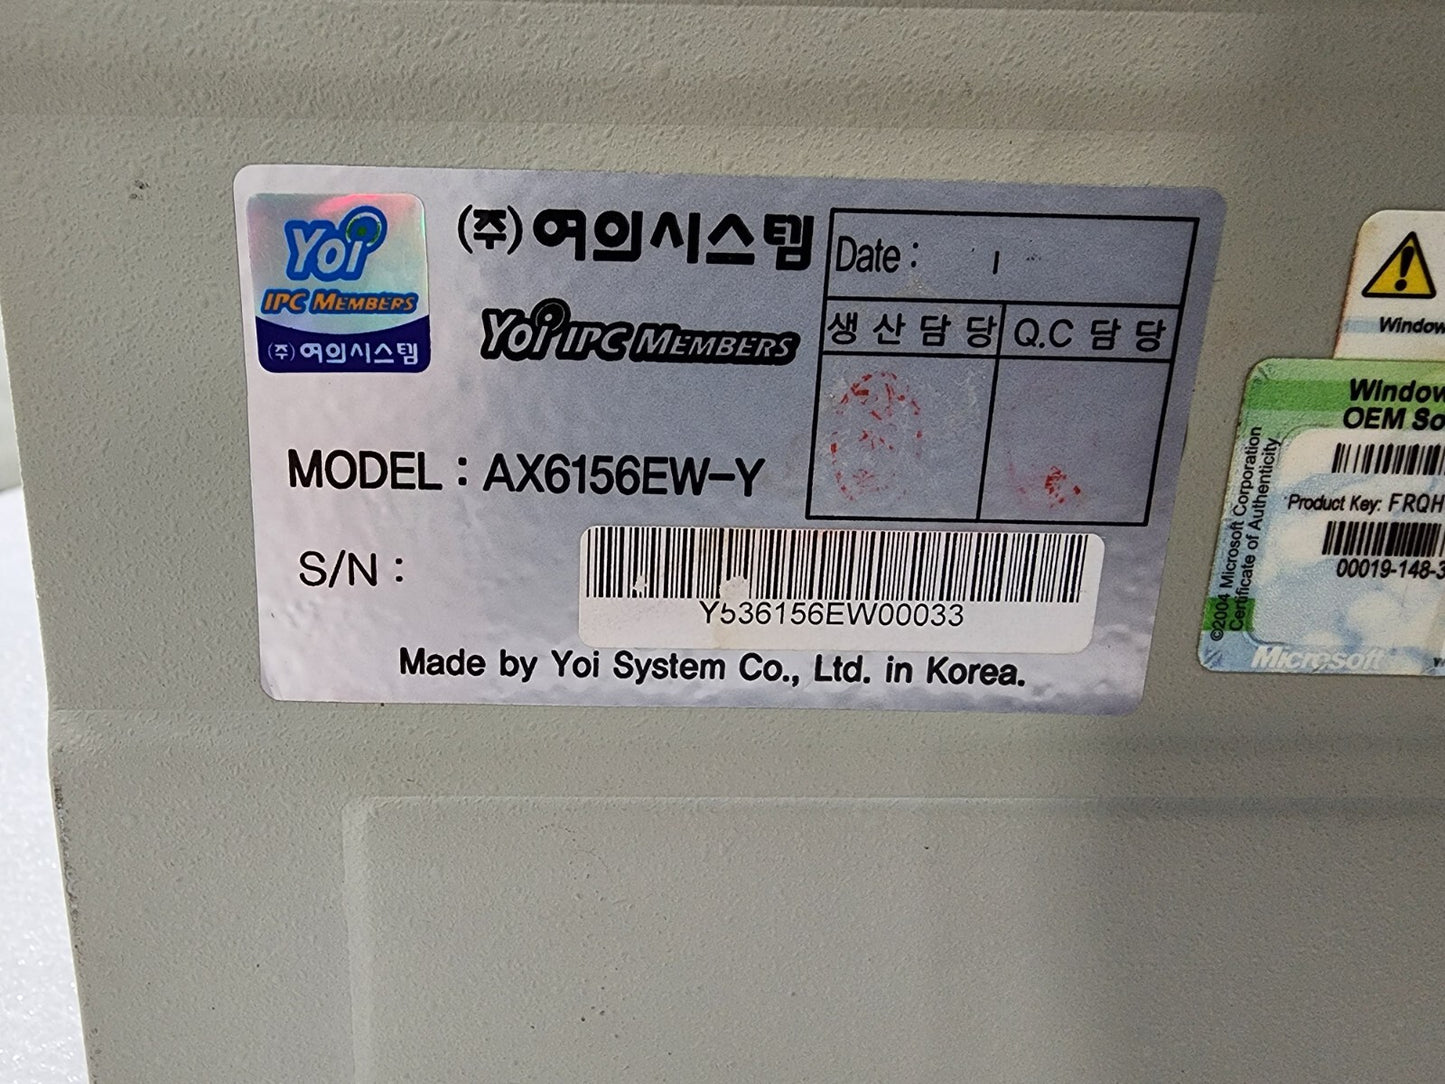 Yoi
IPC MEMBERS
(주)여의시스템
(주)여의시스템
Yoi IPC MEMBERS
Date :
생산담당 Q.C 담당
MODEL : AX6156EW-Y
S/N :
Y536156EW00033
Made by Yoi System Co., Ltd. in Korea.
Window
Window
OEM So
Product Key: FRQH
00019-148-3
©2004 Microsoft Corporation
Certificate of Authenticity
Microsoft